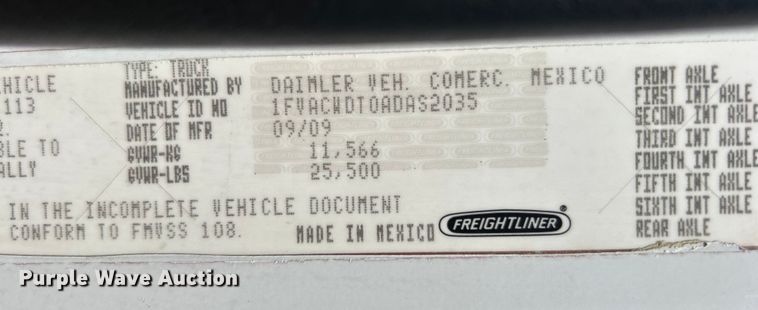 TYPE: TRUCK
HICLE MANUFACTURED BY DAIMLER VEH. COMERC. MEXICO FRONT AXLE
113 VEHICLE ID NO 1FVACWDT0ADAS2035 FIRST INT AXLE
2. DATE OF MFR 09/09 SECOND INT AXLE
BLE TO GVWR-KG 11,566 THIRD INT AXLE
ALLY GVWR-LBS 25,500 FOURTH INT AXLE
FIFTH INT AXLE
IN THE INCOMPLETE VEHICLE DOCUMENT SIXTH INT AXLE
CONFORM TO FMVSS 108. MADE IN MEXICO FREIGHTLINER ® REAR AXLE
Purple Wave Auction